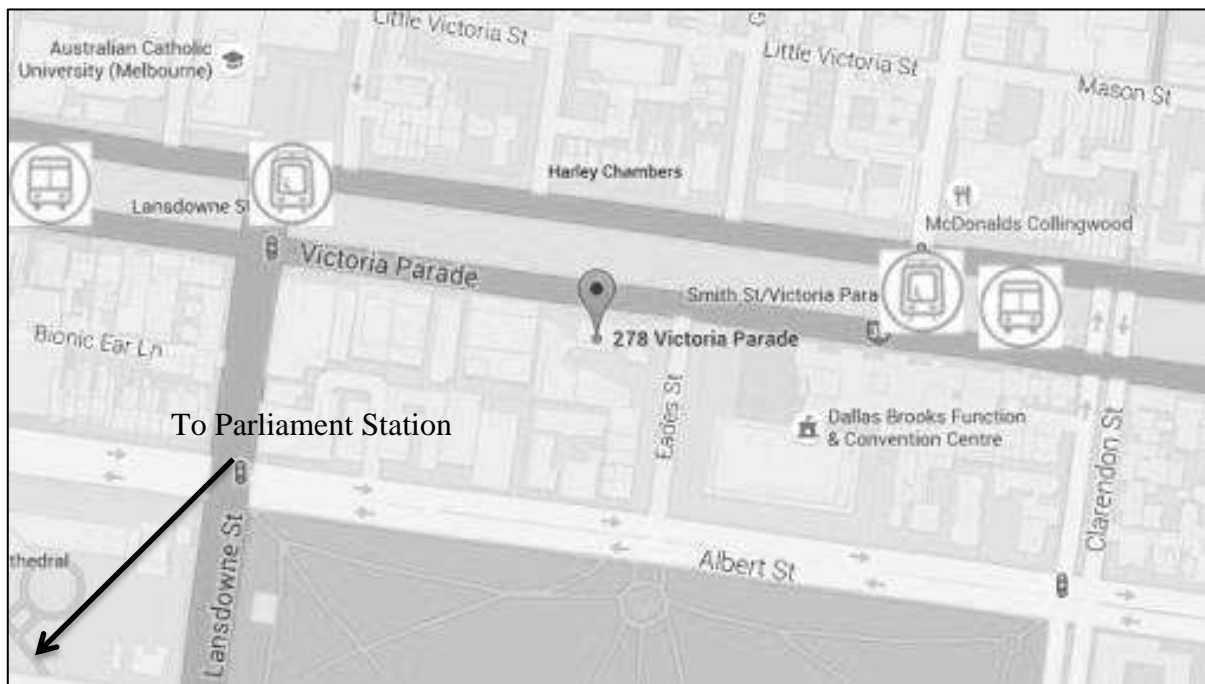 Little Victoria St
Australian Catholic
University (Melbourne)
Little Victoria St
Mason St
Harley Chambers
McDonalds Collingwood
Lansdowne S
Victoria Parade
Smith St/Victoria Para
278 Victoria Parade
Bionic Ear Ln
Eades St
Dallas Brooks Function
& Convention Centre
To Parliament Station
Clarendon St
Albert St
thedral
Lansdowne St